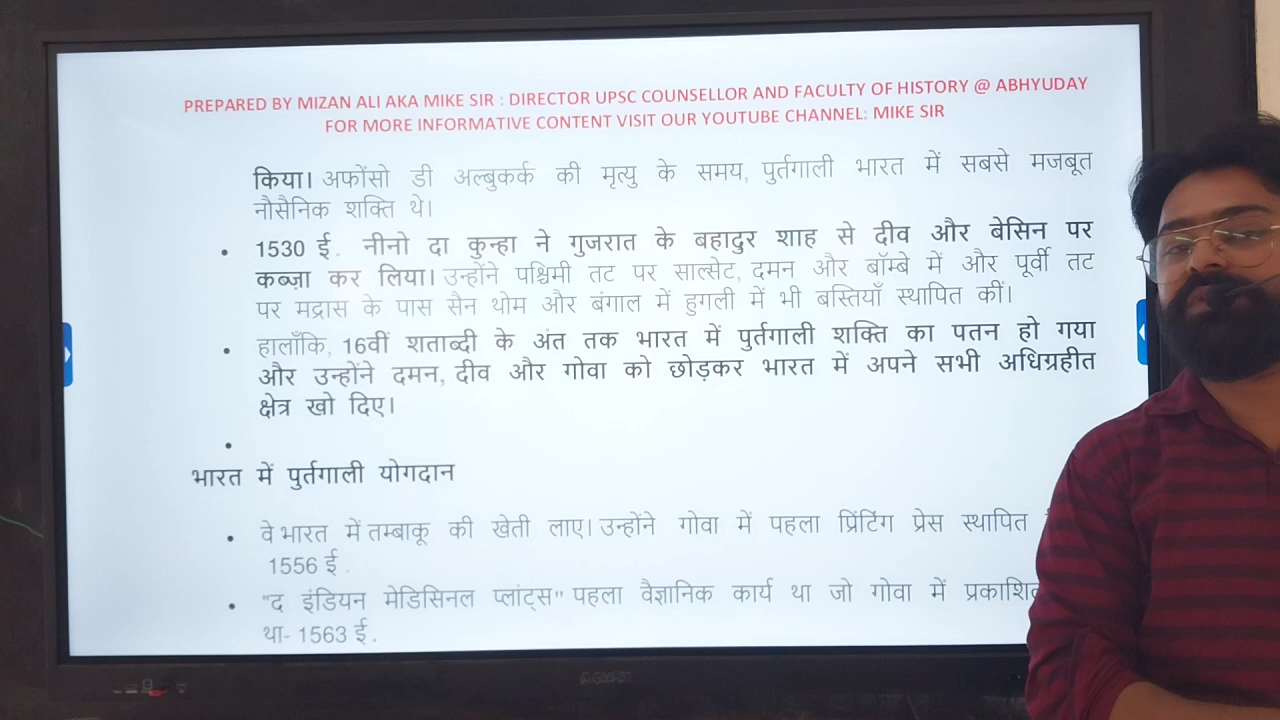 PREPARED BY MIZAN ALI AKA MIKE SIR : DIRECTOR UPSC COUNSELLOR AND FACULTY OF HISTORY @ ABHYUDAY
FOR MORE INFORMATIVE CONTENT VISIT OUR YOUTUBE CHANNEL: MIKE SIR
किया। अफोंसो डी अल्बुकर्क की मृत्यु के समय, पुर्तगाली भारत में सबसे मजबूत
नौसैनिक शक्ति थे।
• 1530 ई. नीनो दा कुन्हा ने गुजरात के बहादुर शाह से दीव और बेसिन पर
कब्ज़ा कर लिया। उन्होंने पश्चिमी तट पर साल्सेट, दमन और बॉम्बे में और पूर्वी तट
पर मद्रास के पास सैन थोम और बंगाल में हुगली में भी बस्तियाँ स्थापित कीं।
• हालाँकि, 16वीं शताब्दी के अंत तक भारत में पुर्तगाली शक्ति का पतन हो गया
और उन्होंने दमन, दीव और गोवा को छोड़कर भारत में अपने सभी अधिग्रहीत
क्षेत्र खो दिए।
•
भारत में पुर्तगाली योगदान
• वे भारत में तम्बाकू की खेती लाए। उन्होंने गोवा में पहला प्रिंटिंग प्रेस स्थापित
1556 ई.
• "द इंडियन मेडिसिनल प्लांट्स" पहला वैज्ञानिक कार्य था जो गोवा में
था- 1563 ई.